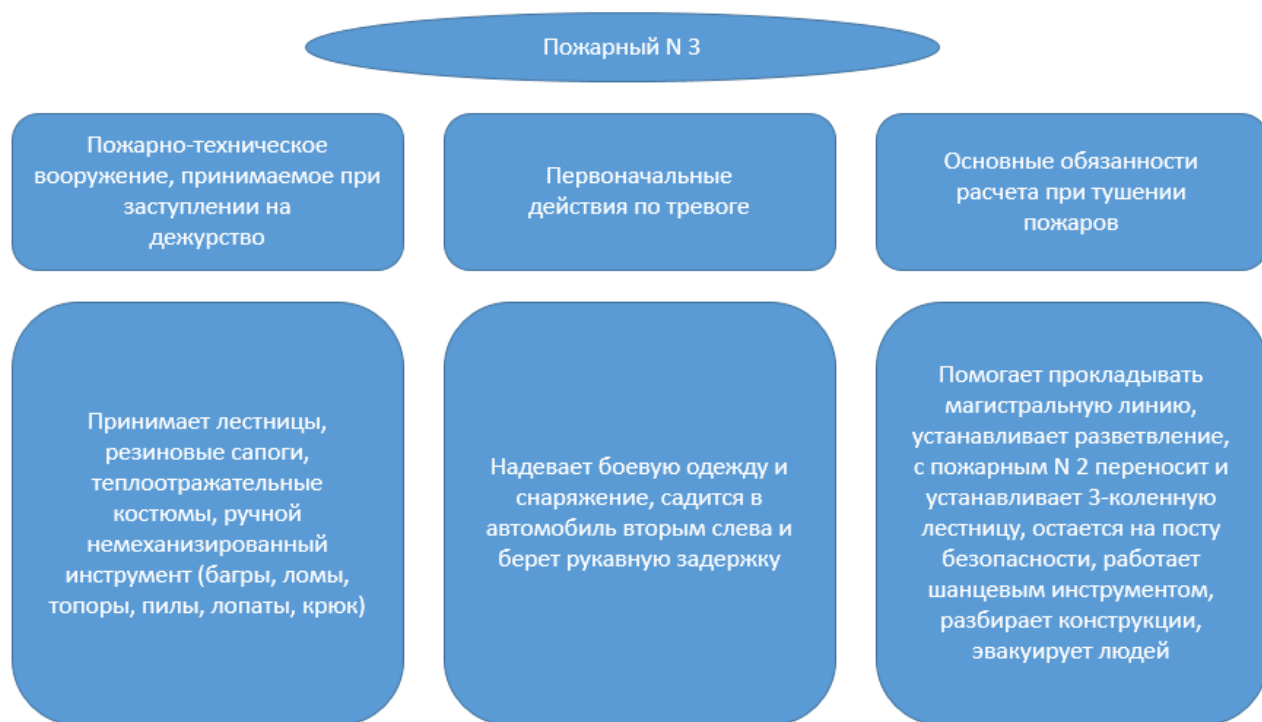 Пожарный N 3
Пожарно-техническое
вооружение, принимаемое при
заступлении на
дежурство
Первоначальные
действия по тревоге
Основные обязанности
расчета при тушении
пожаров
Принимает лестницы,
резиновые сапоги,
теплоотражательные
костюмы, ручной
немеханизированный
инструмент (багры, ломы,
топоры, пилы, лопаты, крюк)
Надевает боевую одежду и
снаряжение, садится в
автомобиль вторым слева и
берет рукавную задержку
Помогает прокладывать
магистральную линию,
устанавливает разветвление,
с пожарным N 2 переносит и
устанавливает 3-коленную
лестницу, остается на посту
безопасности, работает
шанцевым инструментом,
разбирает конструкции,
эвакуирует людей